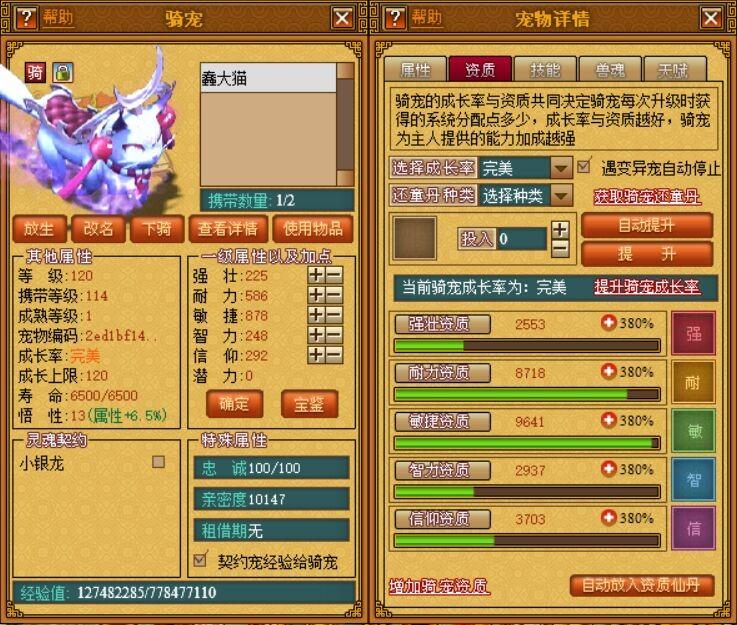 ? 帮助 骑宠
骑
鑫大猫
携带数量:1/2
放生 改名 下骑 查看详情 使用物品
其他属性
等 级:120
携带等级:114
成熟等级:1
宠物编码:2ed1bf14..
成长率:完美
成长上限:120
寿 命:6500/6500
悟 性:13(属性+6.5%)
一级属性以及加点
强 壮:225
耐 力:586
敏 捷:878
智 力:248
信 仰:292
潜 力:0
确定 宝鉴
灵魂契约
小银龙
特殊属性
忠 诚100/100
亲密度10147
租借期无
契约宠经验给骑宠
经验值: 127482285/778477110
? 帮助 宠物详情
属性 资质 技能 兽魂 天赋
骑宠的成长率与资质共同决定骑宠每次升级时获
得的系统分配点多少，成长率与资质越好，骑宠
为主人提供的能力加成越强
选择成长率 完美 遇变异宠自动停止
还童丹种类 选择种类 获取骑宠还童丹
投入 0
自动提升
提 升
当前骑宠成长率为: 完美 提升骑宠成长率
强壮资质 2553 380% 强
耐力资质 8718 380% 耐
敏捷资质 9641 380% 敏
智力资质 2937 380% 智
信仰资质 3703 380% 信
增加骑宠资质 自动放入资质仙丹